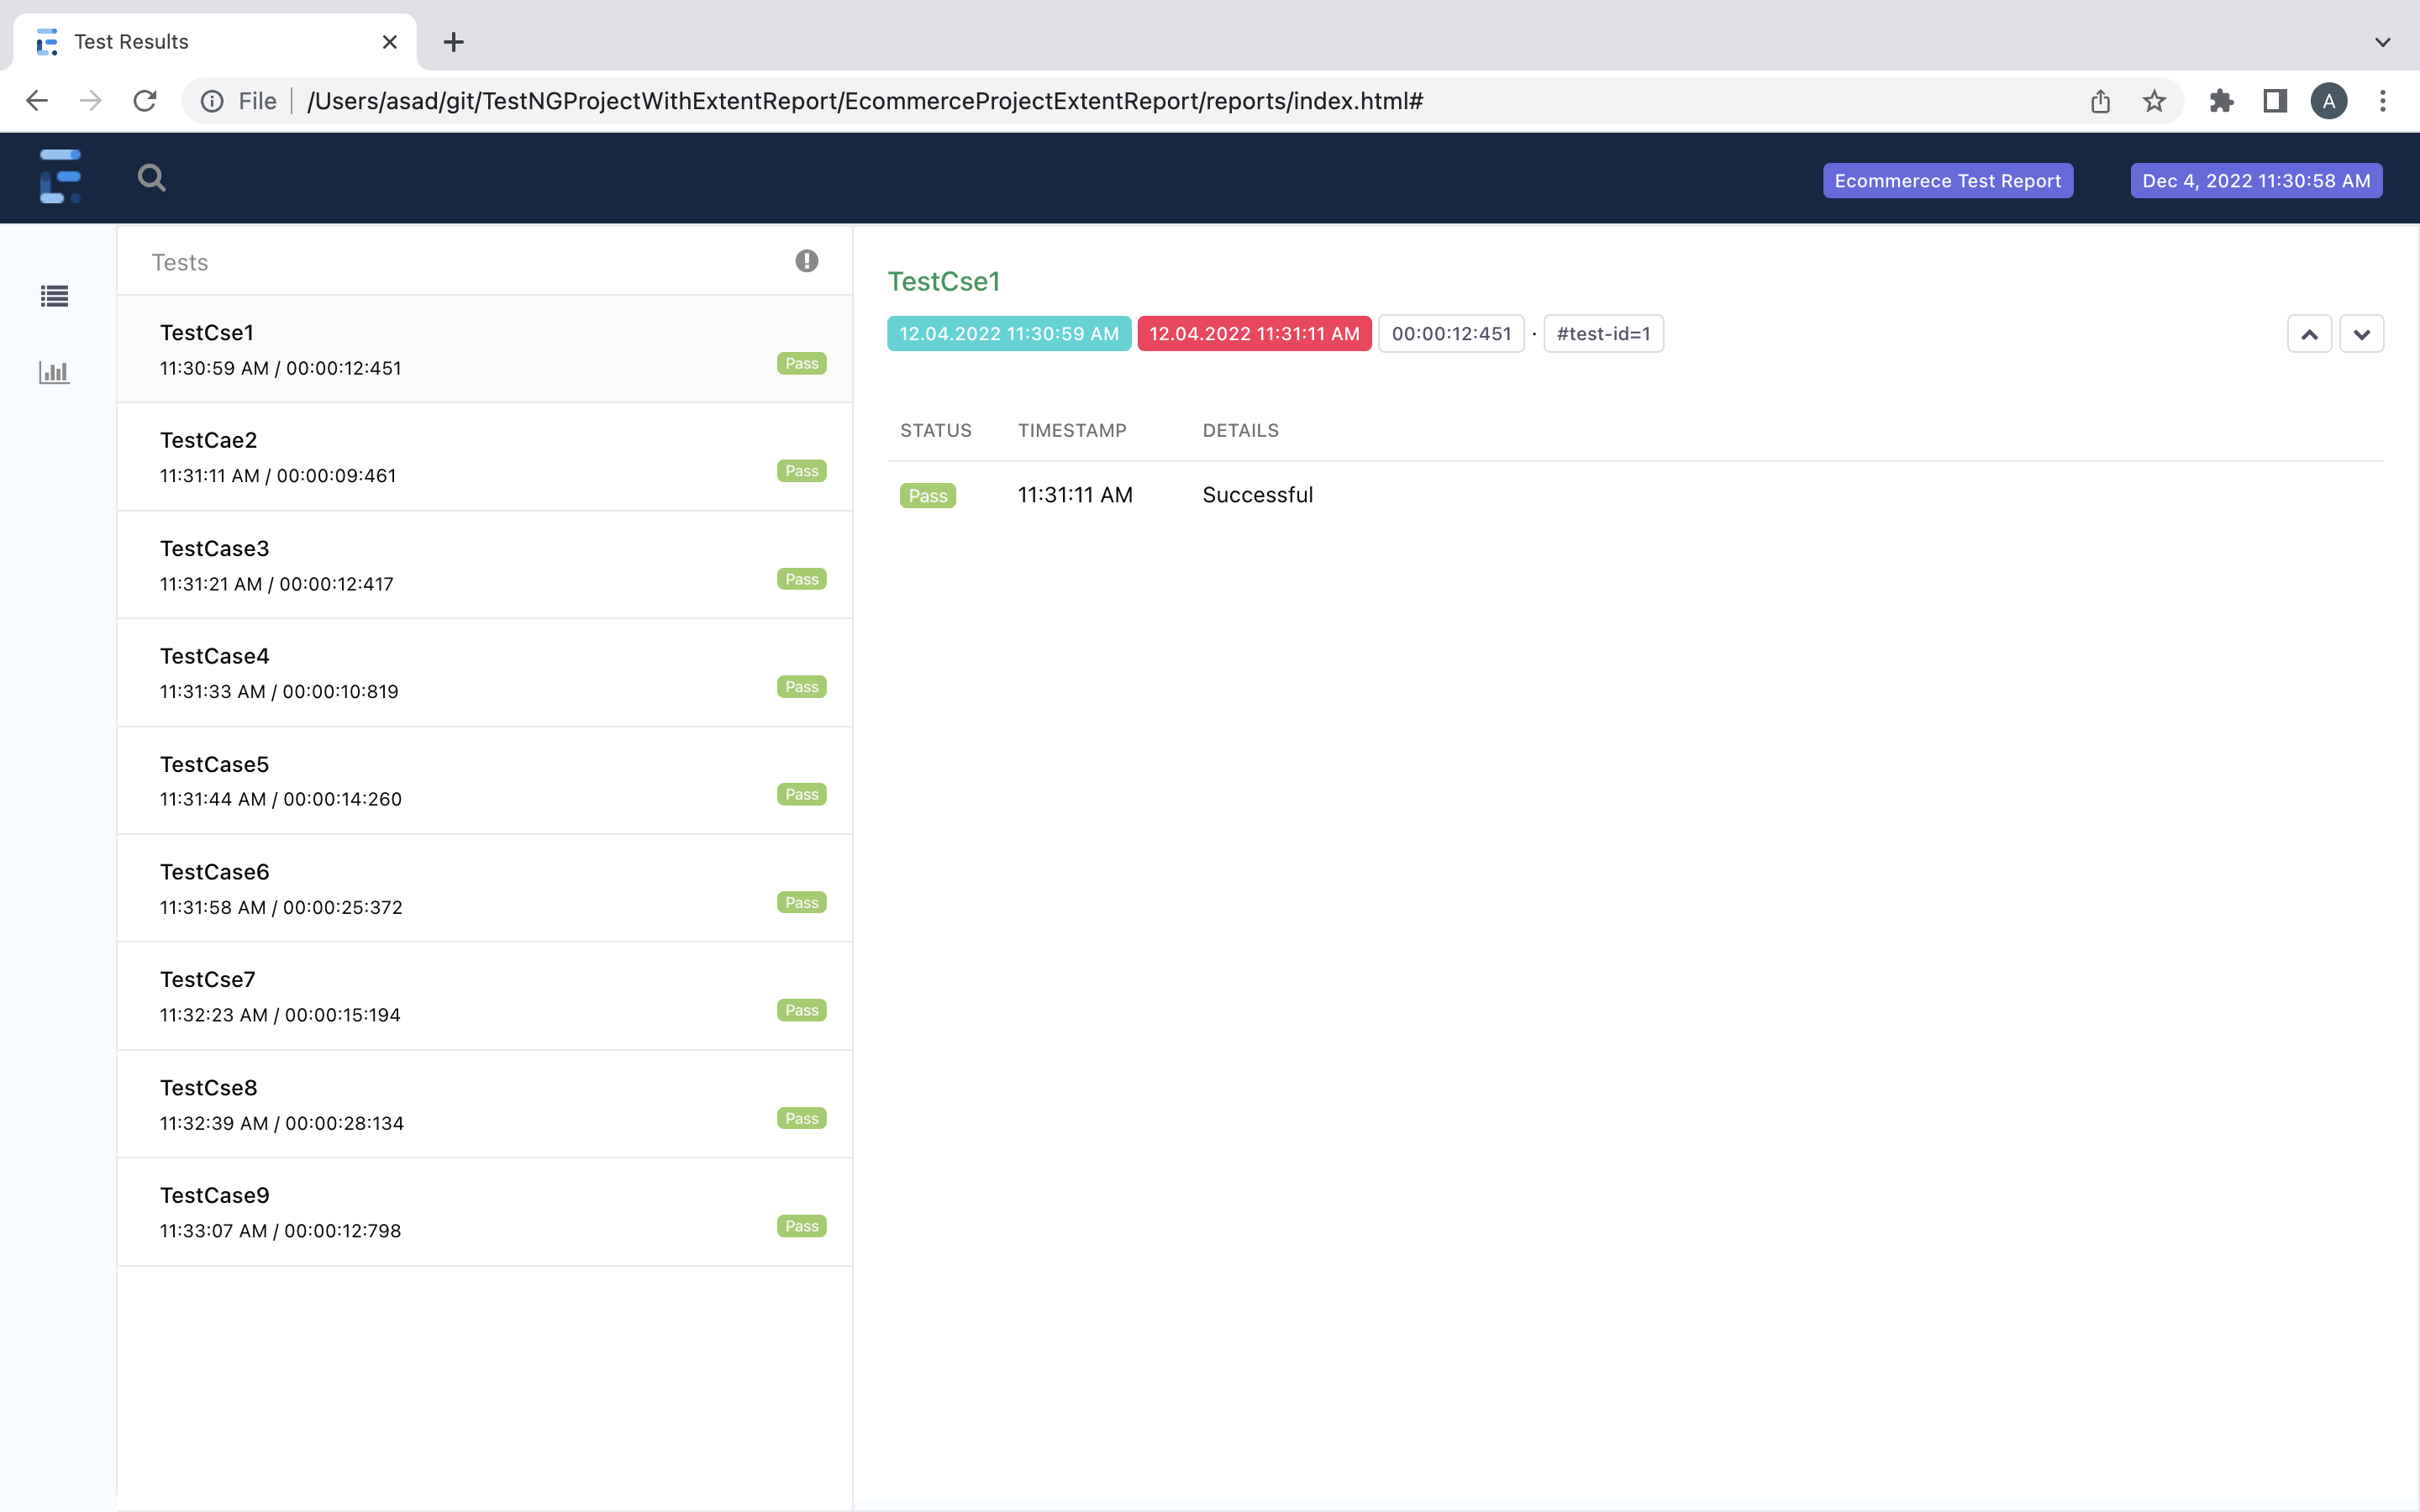 Test Results
File /Users/asad/git/TestNGProjectWithExtentReport/EcommerceProjectExtentReport/reports/index.html#
A
Ecommerece Test Report
Dec 4, 2022 11:30:58 AM
Tests
TestCse1
11:30:59 AM / 00:00:12:451
Pass
TestCae2
11:31:11 AM / 00:00:09:461
Pass
TestCase3
11:31:21 AM / 00:00:12:417
Pass
TestCase4
11:31:33 AM / 00:00:10:819
Pass
TestCase5
11:31:44 AM / 00:00:14:260
Pass
TestCase6
11:31:58 AM / 00:00:25:372
Pass
TestCse7
11:32:23 AM / 00:00:15:194
Pass
TestCse8
11:32:39 AM / 00:00:28:134
Pass
TestCase9
11:33:07 AM / 00:00:12:798
Pass
TestCse1
12.04.2022 11:30:59 AM 12.04.2022 11:31:11 AM 00:00:12:451 · #test-id=1
STATUS TIMESTAMP DETAILS
Pass 11:31:11 AM Successful